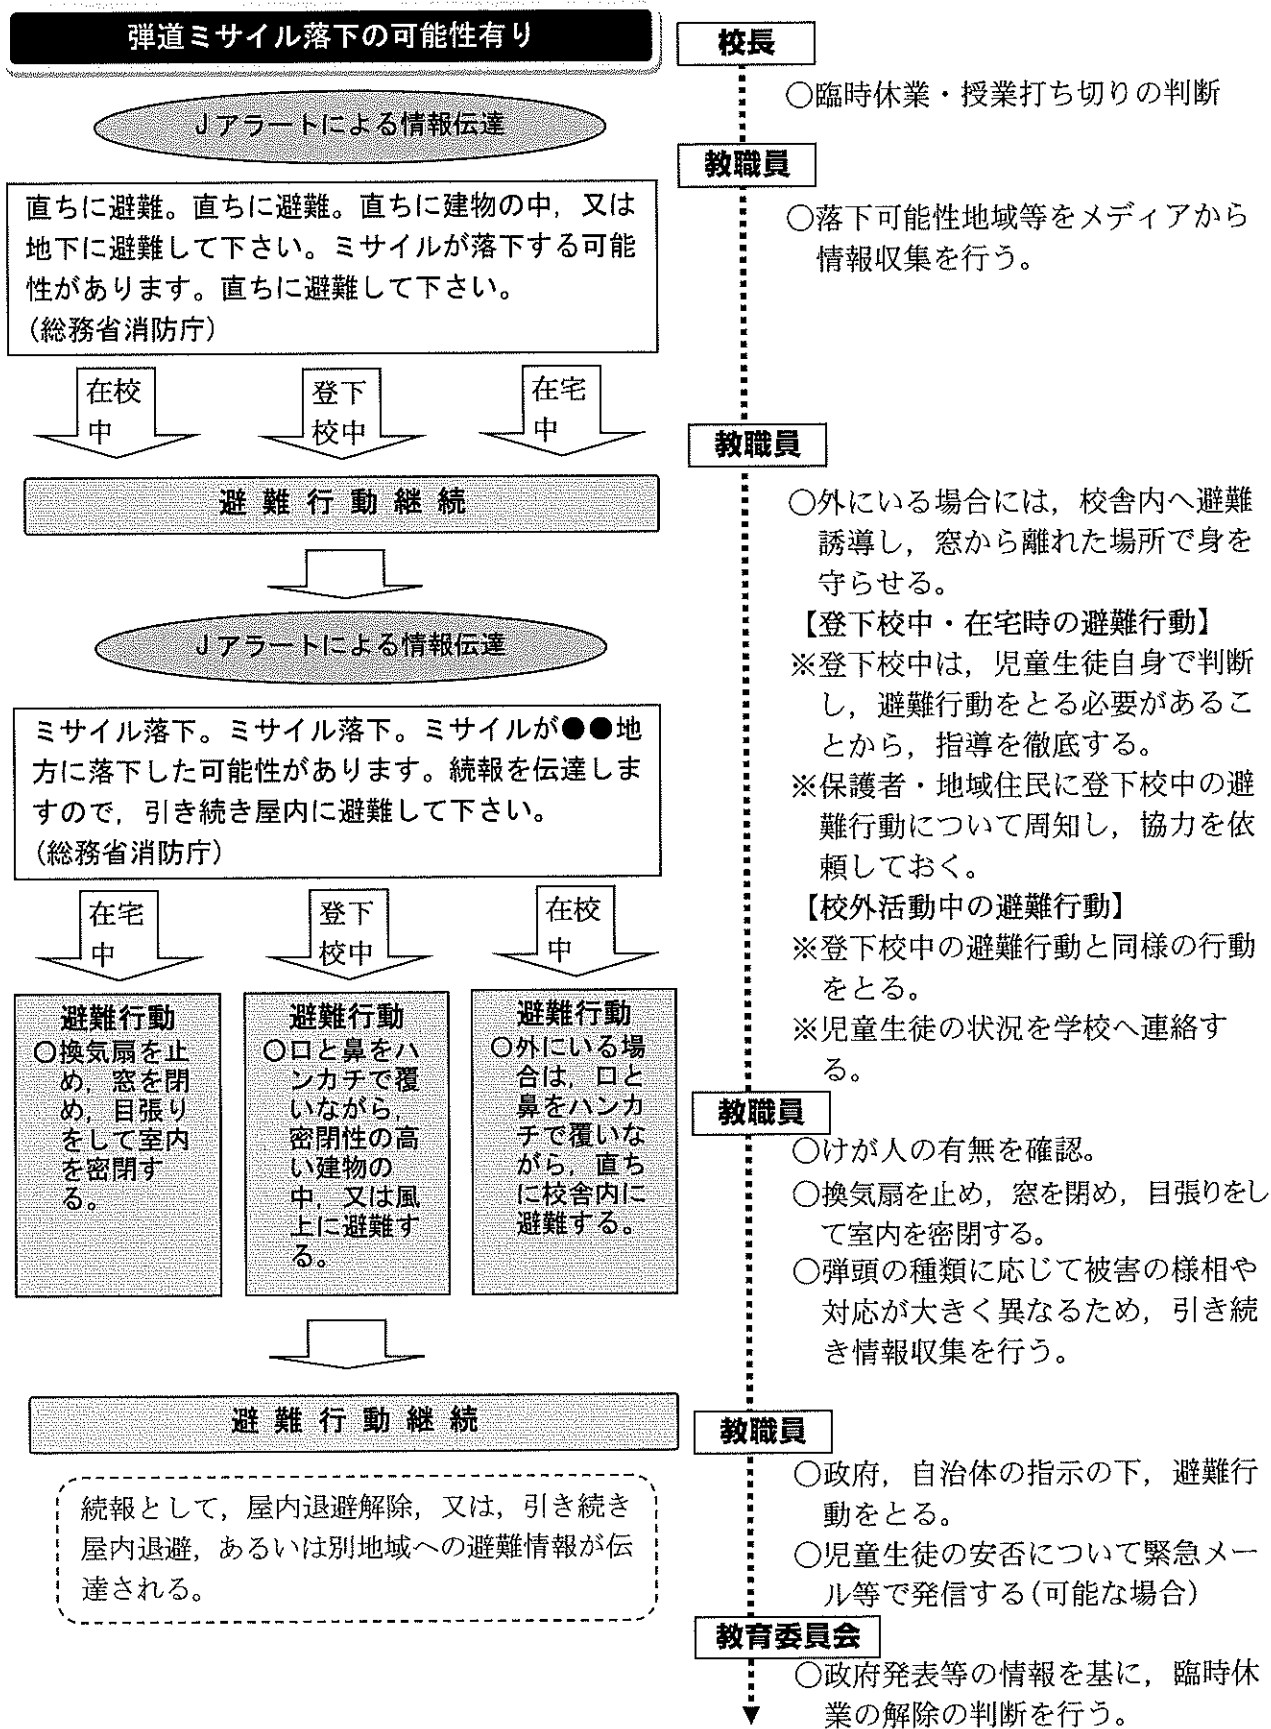 弾道ミサイル落下の可能性有り
Jアラートによる情報伝達
直ちに避難。直ちに避難。直ちに建物の中，又は
地下に避難して下さい。ミサイルが落下する可能
性があります。直ちに避難して下さい。
(総務省消防庁)
在校
中
登下
校中
在宅
中
避難行動継続
Jアラートによる情報伝達
ミサイル落下。ミサイル落下。ミサイルが●●地
方に落下した可能性があります。続報を伝達しま
すので，引き続き屋内に避難して下さい。
(総務省消防庁)
在宅
中
登下
校中
在校
中
避難行動
○換気扇を止
め，窓を閉
め，目張り
をして室内
を密閉す
る。
避難行動
○口と鼻をハ
ンカチで覆
いながら，
密閉性の高
い建物の
中，又は風
上に避難す
る。
避難行動
○外にいる場
合は，口と
鼻をハンカ
チで覆いな
がら，直ち
に校舎内に
避難する。
避難行動継続
続報として，屋内退避解除，又は，引き続き
屋内退避，あるいは別地域への避難情報が伝
達される。
校長
○臨時休業・授業打ち切りの判断
教職員
○落下可能性地域等をメディアから
情報収集を行う。
教職員
○外にいる場合には，校舎内へ避難
誘導し，窓から離れた場所で身を
守らせる。
【登下校中・在宅時の避難行動】
※登下校中は，児童生徒自身で判断
し，避難行動をとる必要があるこ
とから，指導を徹底する。
※保護者・地域住民に登下校中の避
難行動について周知し，協力を依
頼しておく。
【校外活動中の避難行動】
※登下校中の避難行動と同様の行動
をとる。
※児童生徒の状況を学校へ連絡す
る。
教職員
○けが人の有無を確認。
○換気扇を止め，窓を閉め，目張りをし
て室内を密閉する。
○弾頭の種類に応じて被害の様相や
対応が大きく異なるため，引き続
き情報収集を行う。
教職員
○政府，自治体の指示の下，避難行
動をとる。
○児童生徒の安否について緊急メー
ル等で発信する(可能な場合)
教育委員会
○政府発表等の情報を基に，臨時休
業の解除の判断を行う。